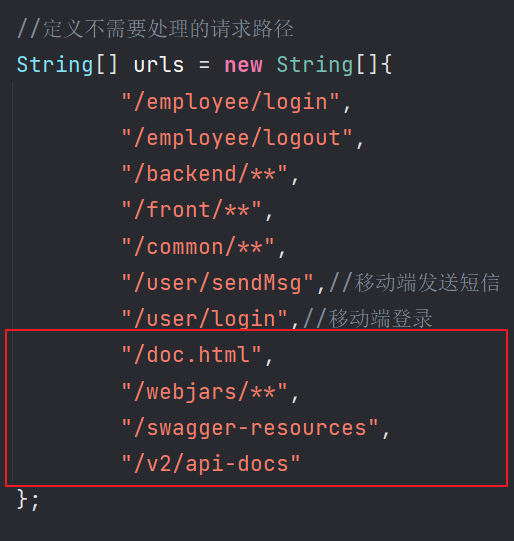 //定义不需要处理的请求路径
String[] urls = new String[]{
"/employee/login",
"/employee/logout",
"/backend/**",
"/front/**",
"/common/**",
"/user/sendMsg",//移动端发送短信
"/user/login",//移动端登录
"/doc.html",
"/webjars/**",
"/swagger-resources",
"/v2/api-docs"
};